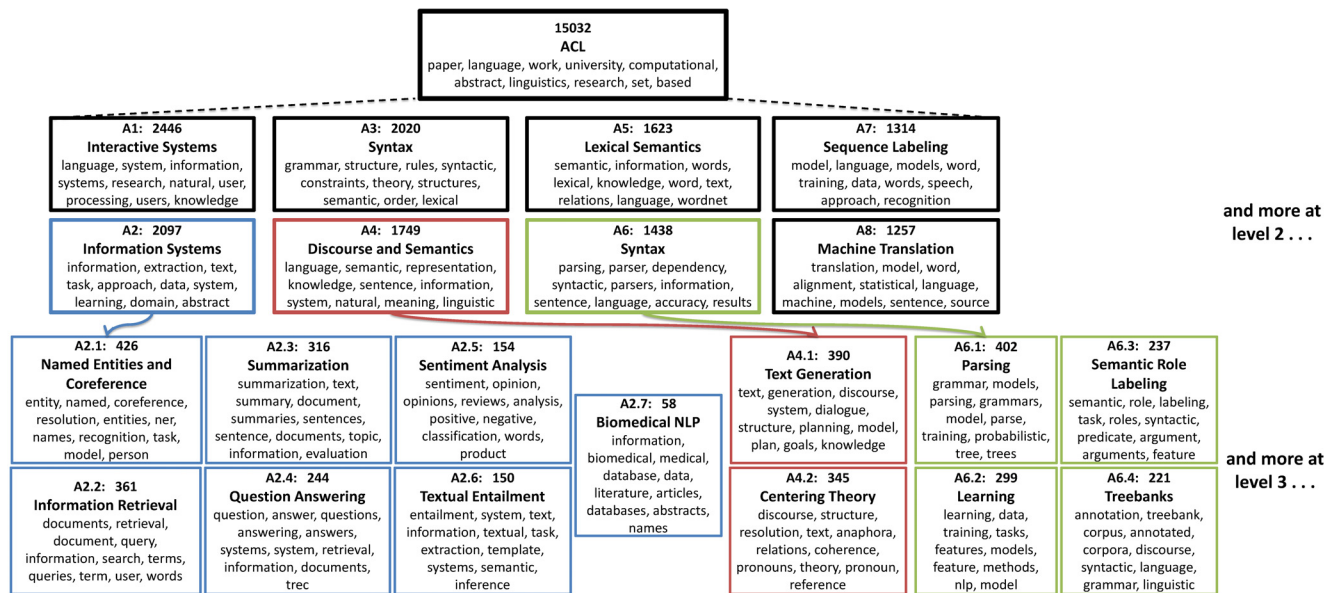 15032
ACL
paper, language, work, university, computational,
abstract, linguistics, research, set, based
A1: 2446
Interactive Systems
language, system, information,
systems, research, natural, user,
processing, users, knowledge
A3: 2020
Syntax
grammar, structure, rules, syntactic,
constraints, theory, structures,
semantic, order, lexical
A5: 1623
Lexical Semantics
semantic, information, words,
lexical, knowledge, word, text,
relations, language, wordnet
A7: 1314
Sequence Labeling
model, language, models, word,
training, data, words, speech,
approach, recognition
A2: 2097
Information Systems
information, extraction, text,
task, approach, data, system,
learning, domain, abstract
A4: 1749
Discourse and Semantics
language, semantic, representation,
knowledge, sentence, information,
system, natural, meaning, linguistic
A6: 1438
Syntax
parsing, parser, dependency,
syntactic, parsers, information,
sentence, language, accuracy, results
A8: 1257
Machine Translation
translation, model, word,
alignment, statistical, language,
machine, models, sentence, source
and more at
level 2 . . .
A2.1: 426
Named Entities and
Coreference
entity, named, coreference,
resolution, entities, ner,
names, recognition, task,
model, person
A2.3: 316
Summarization
summarization, text,
summary, document,
summaries, sentences,
sentence, documents, topic,
information, evaluation
A2.5: 154
Sentiment Analysis
sentiment, opinion,
opinions, reviews, analysis,
positive, negative,
classification, words,
product
A2.7: 58
Biomedical NLP
information,
biomedical, medical,
database, data,
literature, articles,
databases, abstracts,
names
A4.1: 390
Text Generation
text, generation, discourse,
system, dialogue,
structure, planning, model,
plan, goals, knowledge
A6.1: 402
Parsing
grammar, models,
parsing, grammars,
model, parse,
training, probabilistic,
tree, trees
A6.3: 237
Semantic Role
Labeling
semantic, role, labeling,
task, roles, syntactic,
predicate, argument,
arguments, feature
A2.2: 361
Information Retrieval
documents, retrieval,
document, query,
information, search, terms,
queries, term, user, words
A2.4: 244
Question Answering
question, answer, questions,
answering, answers,
systems, system, retrieval,
information, documents,
trec
A2.6: 150
Textual Entailment
entailment, system, text,
information, textual, task,
extraction, template,
systems, semantic,
inference
A4.2: 345
Centering Theory
discourse, structure,
resolution, text, anaphora,
relations, coherence,
pronouns, theory, pronoun,
reference
A6.2: 299
Learning
learning, data,
training, tasks,
features, models,
feature, methods,
nlp, model
A6.4: 221
Treebanks
annotation, treebank,
corpus, annotated,
corpora, discourse,
syntactic, language,
grammar, linguistic
and more at
level 3 . . .